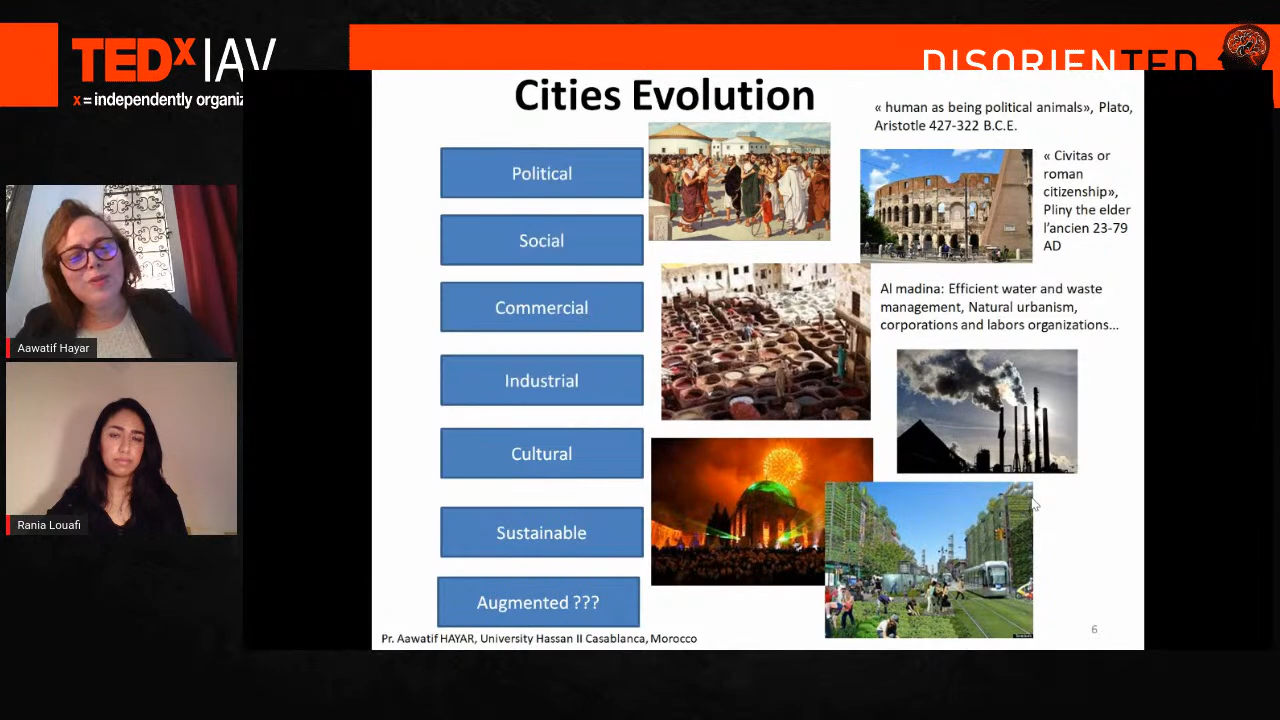 TEDx IAV
x = independently organiz
DISORIENTED
Aawatif Hayar
Rania Louafi
Cities Evolution
« human as being political animals», Plato,
Aristotle 427-322 B.C.E.
Political
« Civitas or
roman
citizenship»,
Pliny the elder
l’ancien 23-79
AD
Social
Commercial
Al madina: Efficient water and waste
management, Natural urbanism,
corporations and labors organizations...
Industrial
Cultural
Sustainable
Augmented ???
Pr. Aawatif HAYAR, University Hassan II Casablanca, Morocco
6